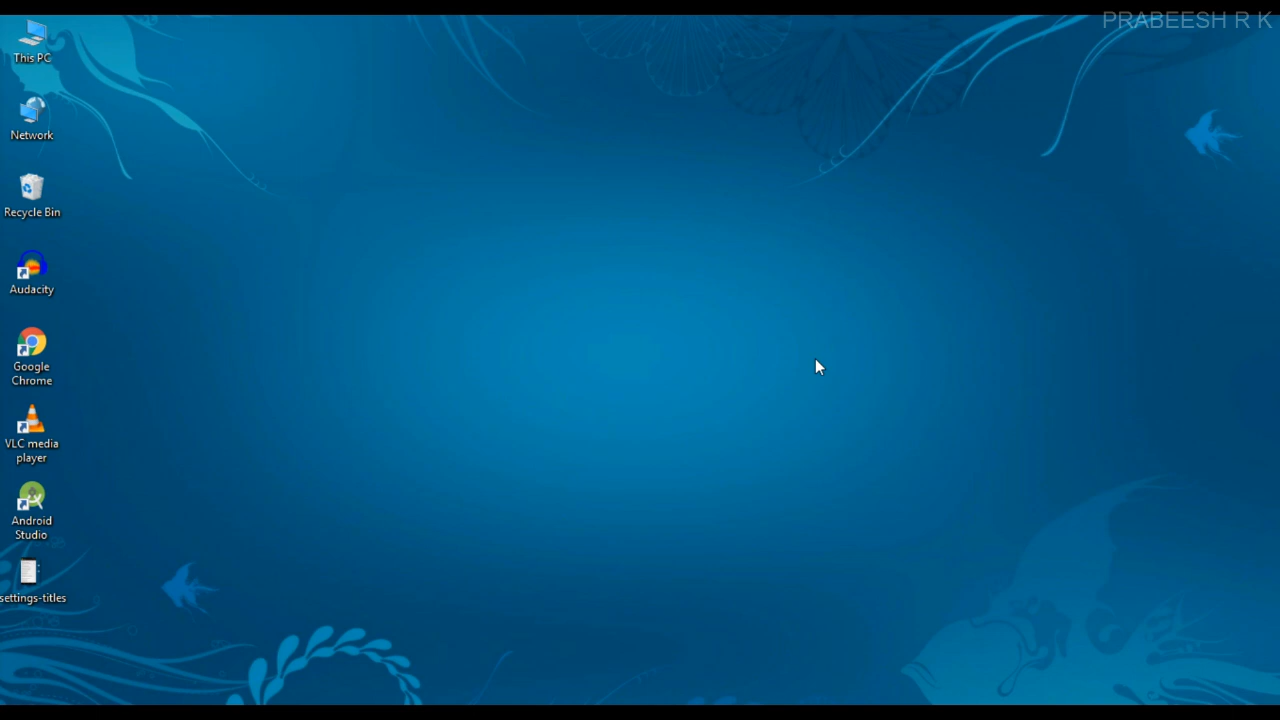 PRABEESH R K
This PC
Network
Recycle Bin
Audacity
Google
Chrome
VLC media
player
Android
Studio
settings-titles